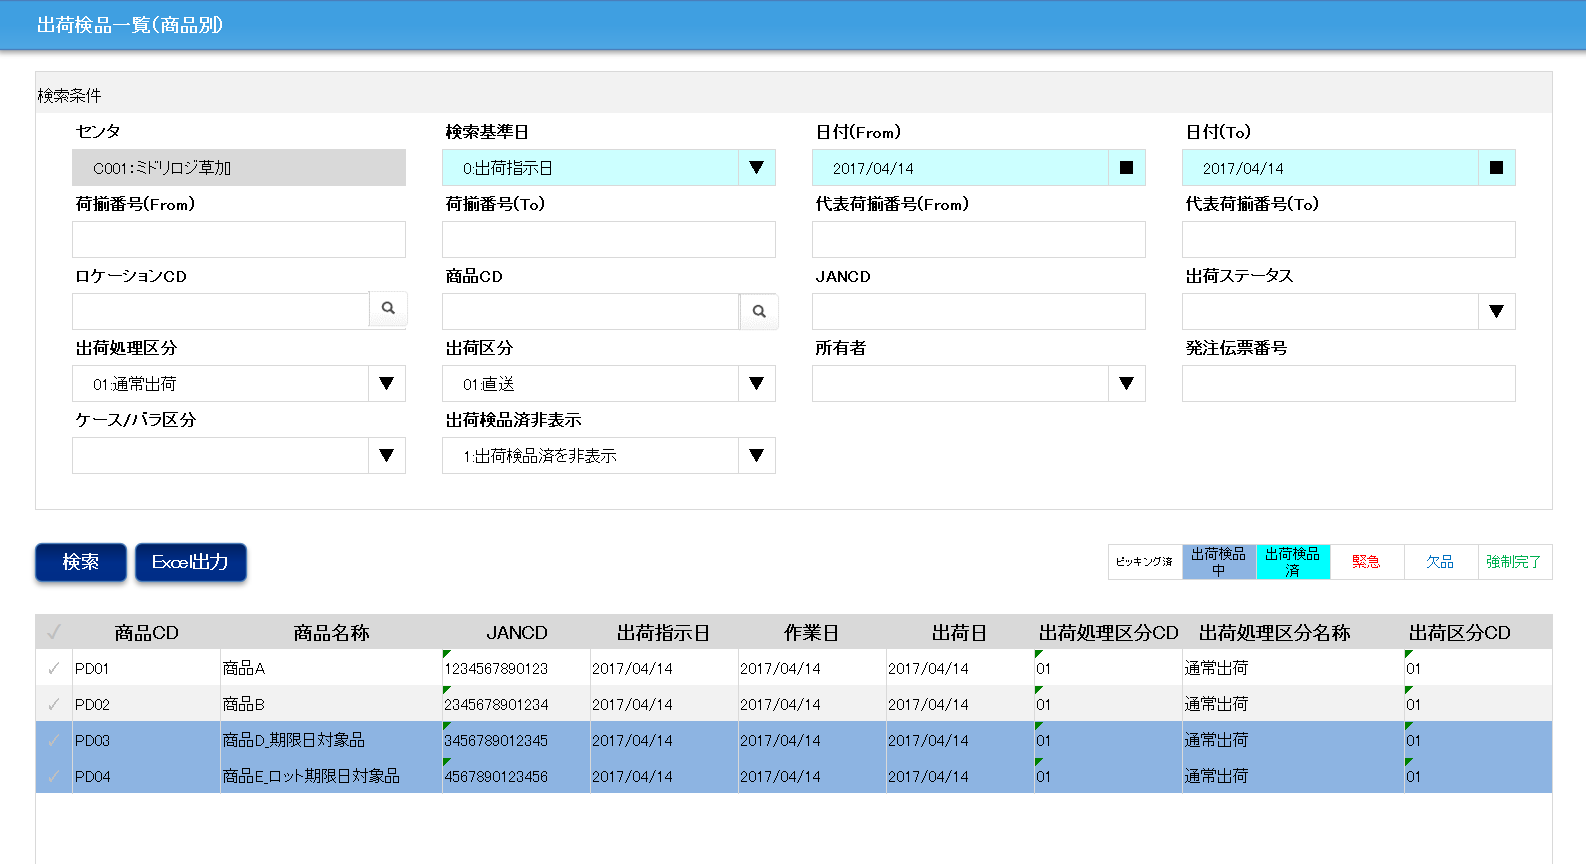 出荷検品一覧(商品別)
検索条件
センタ 検索基準日 日付(From) 日付(To)
C001:ミドリロジ草加 0:出荷指示日 2017/04/14 2017/04/14
荷揃番号(From) 荷揃番号(To) 代表荷揃番号(From) 代表荷揃番号(To)
ロケーションCD 商品CD JANCD 出荷ステータス
出荷処理区分 出荷区分 所有者 発注伝票番号
01:通常出荷 01:直送
ケース/バラ区分 出荷検品済非表示
1:出荷検品済を非表示
検索 Excel出力 ピッキング済 出荷検品中 出荷検品済 緊急 欠品 強制完了
商品CD 商品名称 JANCD 出荷指示日 作業日 出荷日 出荷処理区分CD 出荷処理区分名称 出荷区分CD
PD01 商品A 1234567890123 2017/04/14 2017/04/14 2017/04/14 01 通常出荷 01
PD02 商品B 2345678901234 2017/04/14 2017/04/14 2017/04/14 01 通常出荷 01
PD03 商品D_期限日対象品 3456789012345 2017/04/14 2017/04/14 2017/04/14 01 通常出荷 01
PD04 商品E_ロット期限日対象品 4567890123456 2017/04/14 2017/04/14 2017/04/14 01 通常出荷 01